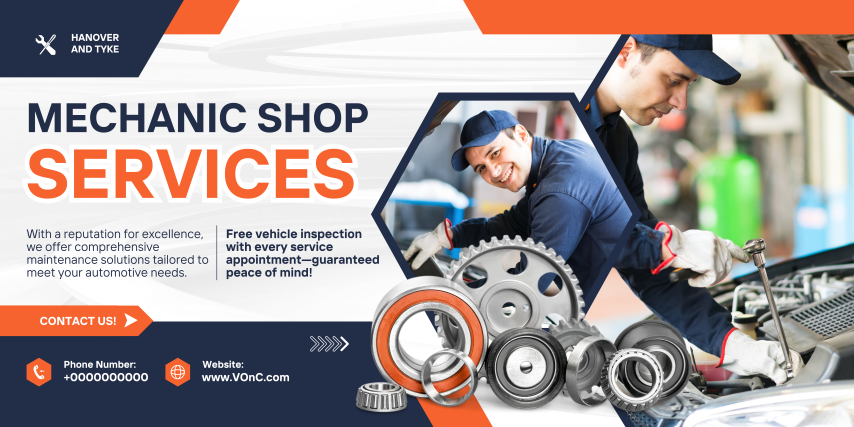 HANOVER
AND TYKE
MECHANIC SHOP
SERVICES
With a reputation for excellence,
we offer comprehensive
maintenance solutions tailored to
meet your automotive needs.
Free vehicle inspection
with every service
appointment—guaranteed
peace of mind!
CONTACT US!
Phone Number:
+0000000000
Website:
www.VOnC.com